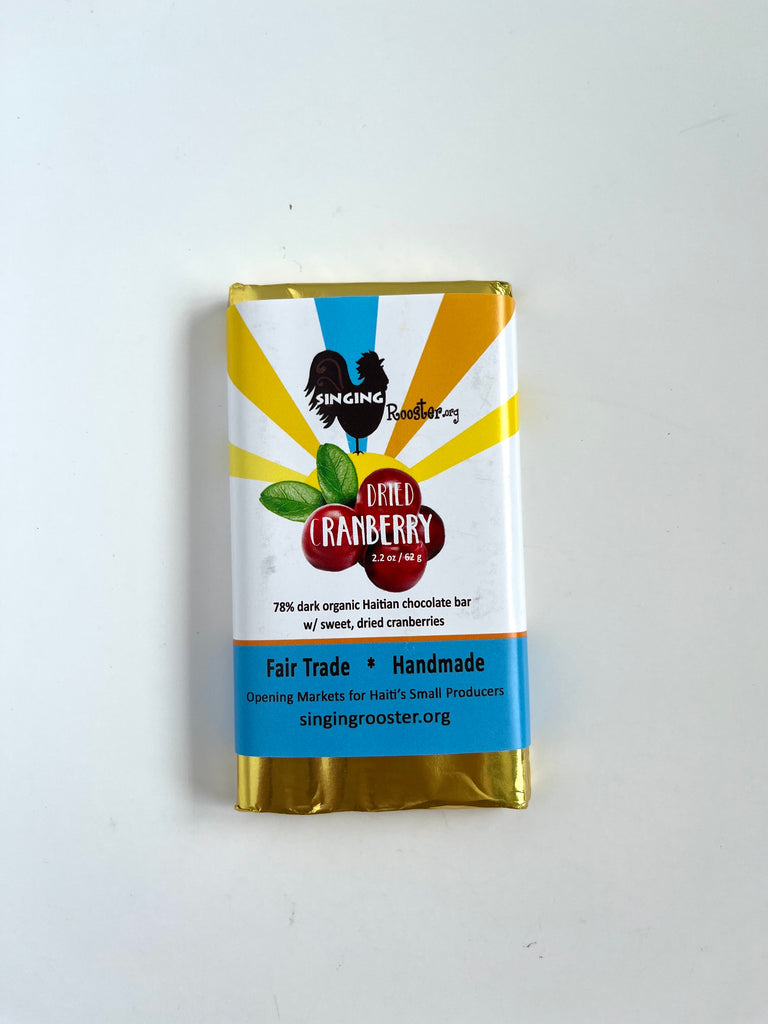 SINGING
Rooster.org
DRIED
CRANBERRY
2.2 oz / 62 g
78% dark organic Haitian chocolate bar
w/ sweet, dried cranberries
Fair Trade * Handmade
Opening Markets for Haiti's Small Producers
singingrooster.org